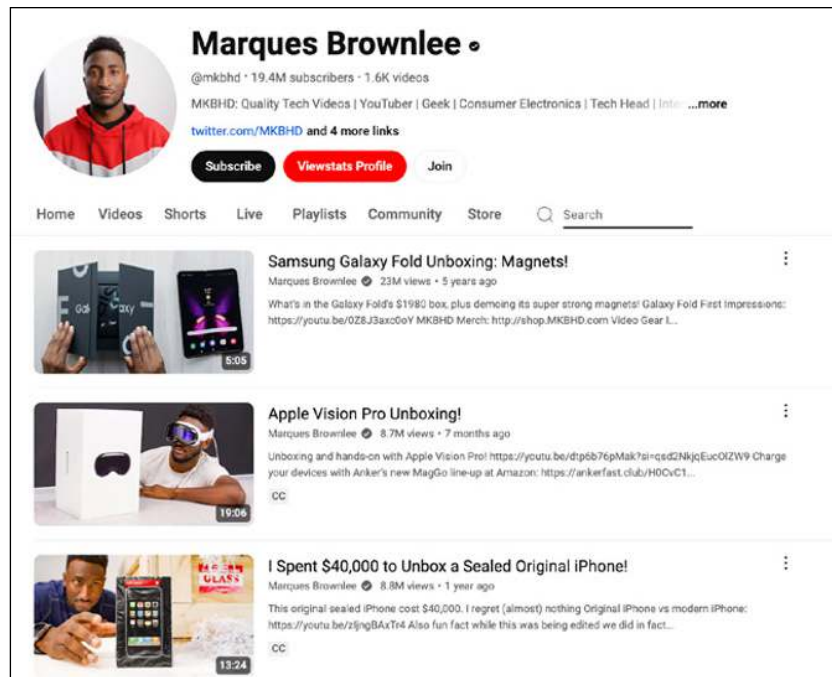 Marques Brownlee
@mkbhd • 19.4M subscribers • 1.6K videos
MKBHD: Quality Tech Videos | YouTuber | Geek | Consumer Electronics | Tech Head | ...more
twitter.com/MKBHD and 4 more links
Subscribe Viewstats Profile Join
Home Videos Shorts Live Playlists Community Store Search
Samsung Galaxy Fold Unboxing: Magnets!
Marques Brownlee 23M views • 5 years ago
What's in the Galaxy Fold's $1980 box, plus demoing its super strong magnets! Galaxy Fold First Impressions:
https://youtu.be/0Z8J3axc0oY MKBHD Merch: http://shop.MKBHD.com Video Gear I...
5:05
Apple Vision Pro Unboxing!
Marques Brownlee 8.7M views • 7 months ago
Unboxing and hands-on with Apple Vision Pro! https://youtu.be/dtp6b76pMak?si=qsd2NkjqEucOlZW9 Charge
your devices with Anker's new MagGo line-up at Amazon: https://ankerfast.club/H0CvC1...
CC
19:06
I Spent $40,000 to Unbox a Sealed Original iPhone!
Marques Brownlee 8.8M views • 1 year ago
This original sealed iPhone cost $40,000. I regret (almost) nothing Original iPhone vs modern iPhone:
https://youtu.be/zljngBAxTr4 Also fun fact while this was being edited we did in fact...
CC
GLASS
13:24